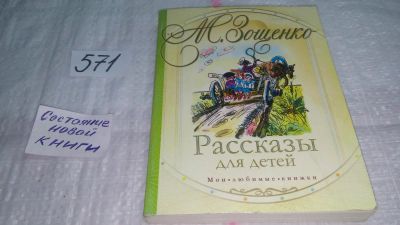 571
Состояние
новой
книги
М. Зощенко
Рассказы
для детей
Мои•любимые•книжки